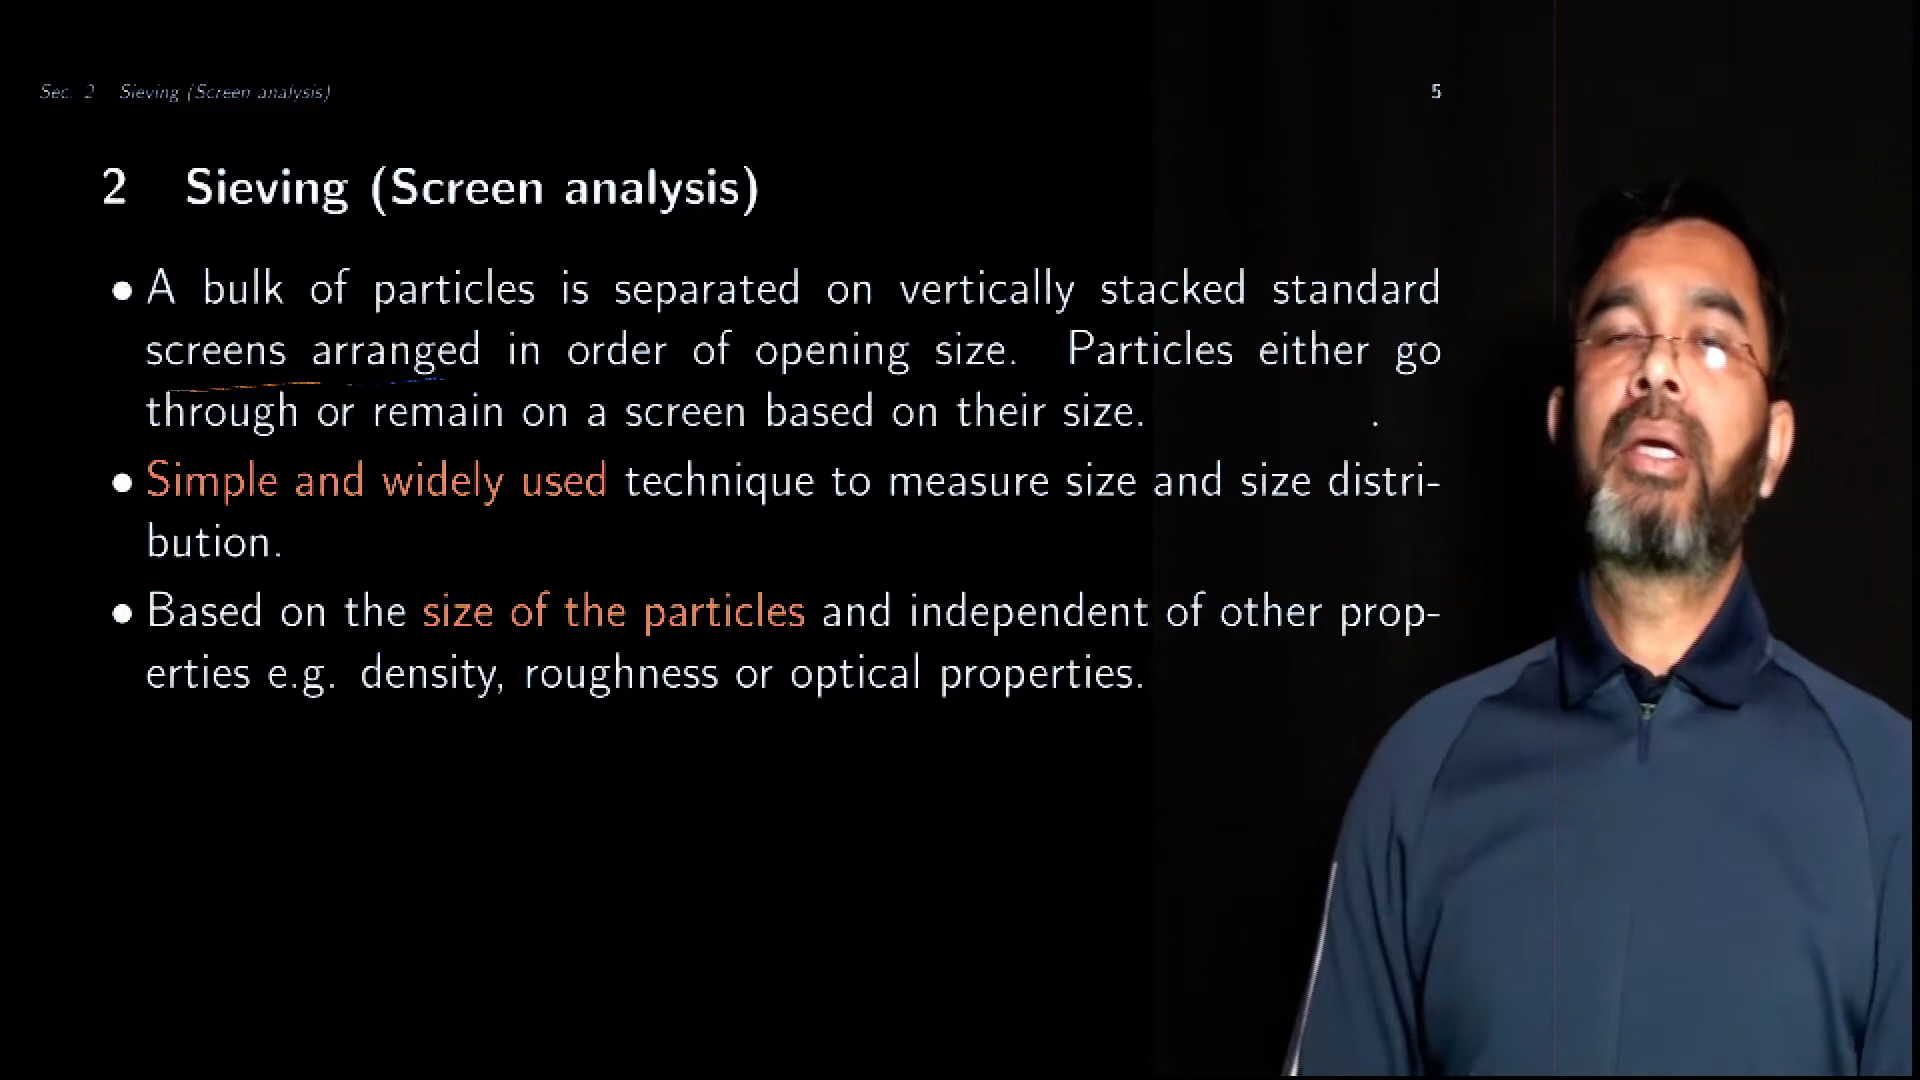 Sec. 2 Sieving (Screen analysis) 5
2 Sieving (Screen analysis)
• A bulk of particles is separated on vertically stacked standard
screens arranged in order of opening size. Particles either go
through or remain on a screen based on their size.
• Simple and widely used technique to measure size and size distri-
bution.
• Based on the size of the particles and independent of other prop-
erties e.g. density, roughness or optical properties.